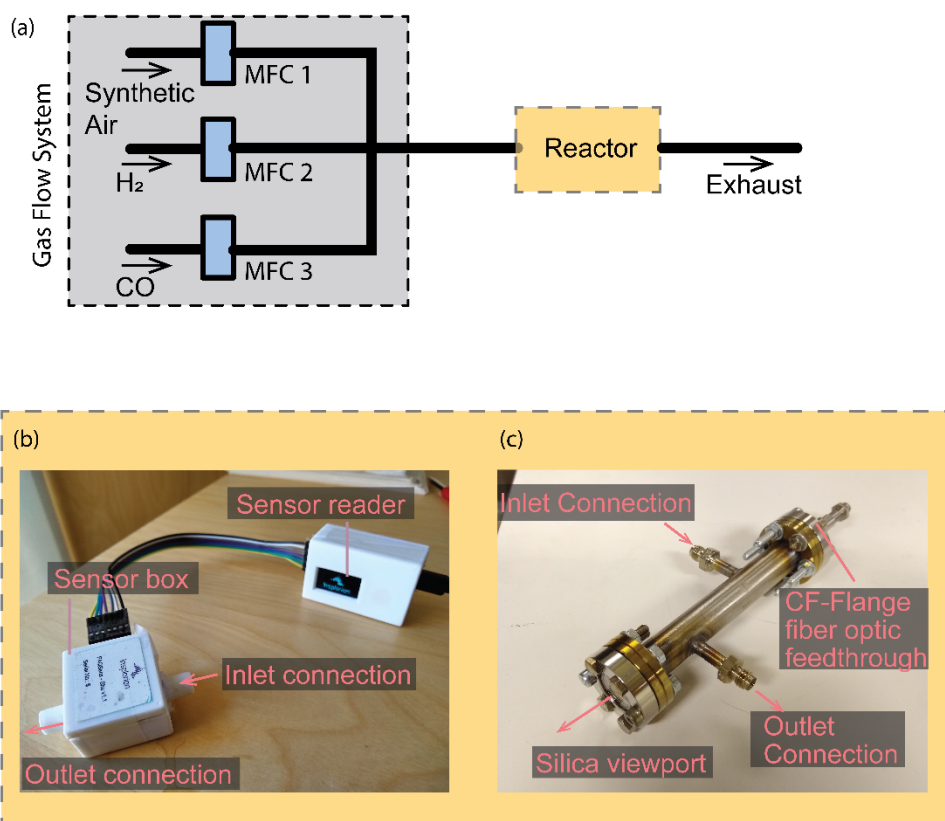 (a)
Gas Flow System
Synthetic
Air
MFC 1
H₂
MFC 2
CO
MFC 3
Reactor
Exhaust
(b)
Sensor reader
Sensor box
Inlet connection
Outlet connection
(c)
Inlet Connection
CF-Flange
fiber optic
feedthrough
Outlet
Connection
Silica viewport